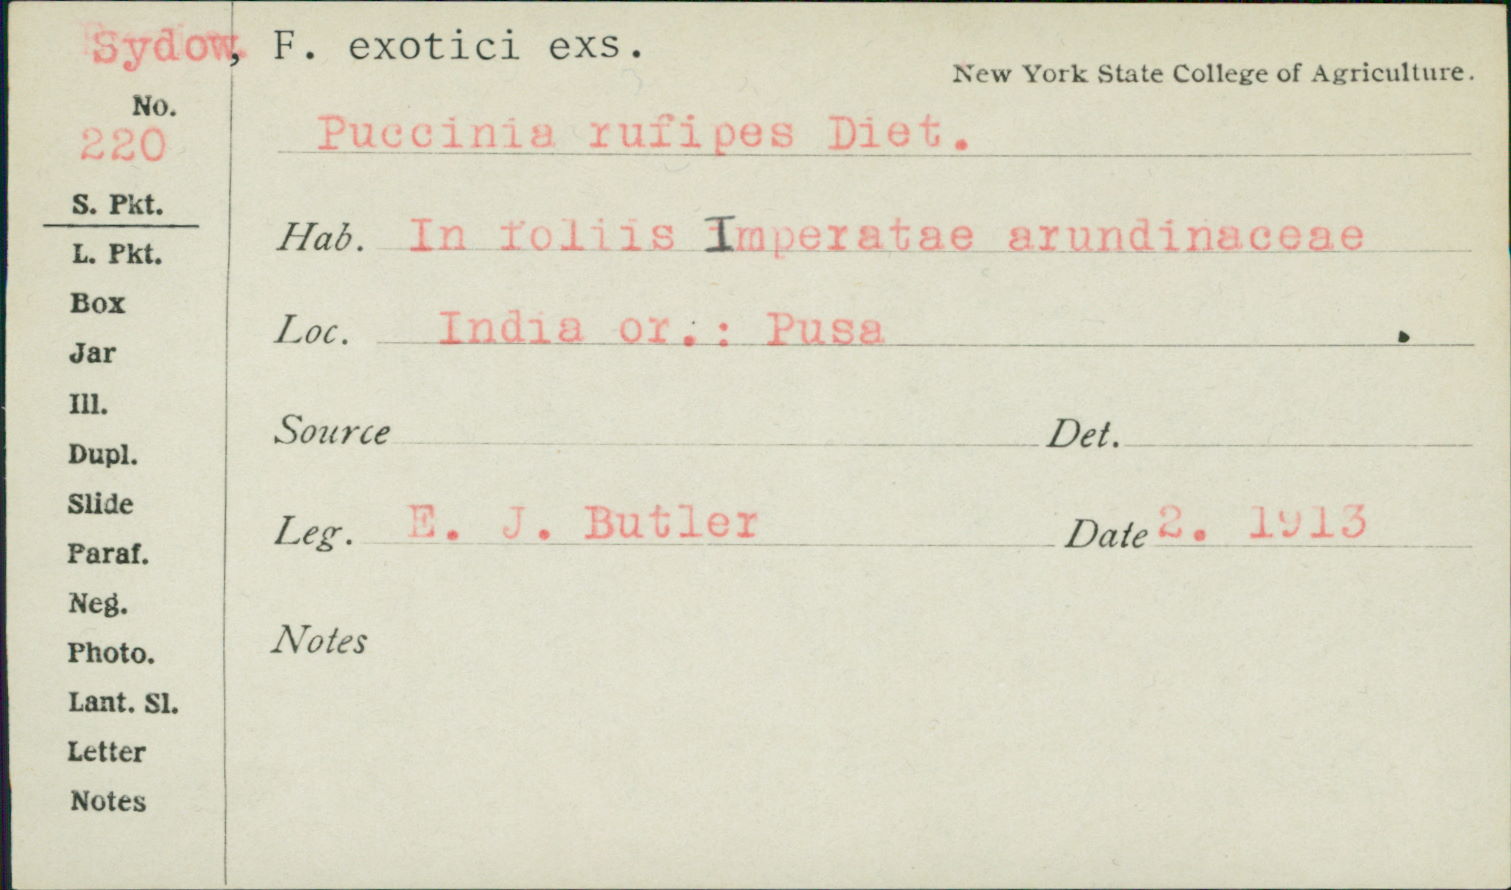 Sydow, F. exotici exs.
New York State College of Agriculture.
No.
220
Puccinia rufipes Diet.
S. Pkt.
L. Pkt.
Box
Jar
Ill.
Dupl.
Slide
Paraf.
Neg.
Photo.
Lant. Sl.
Letter
Notes
Hab. In foliis Imperatae arundinaceae
Loc. India or.: Pusa
Source Det.
Leg. E. J. Butler Date 2. 1913
Notes